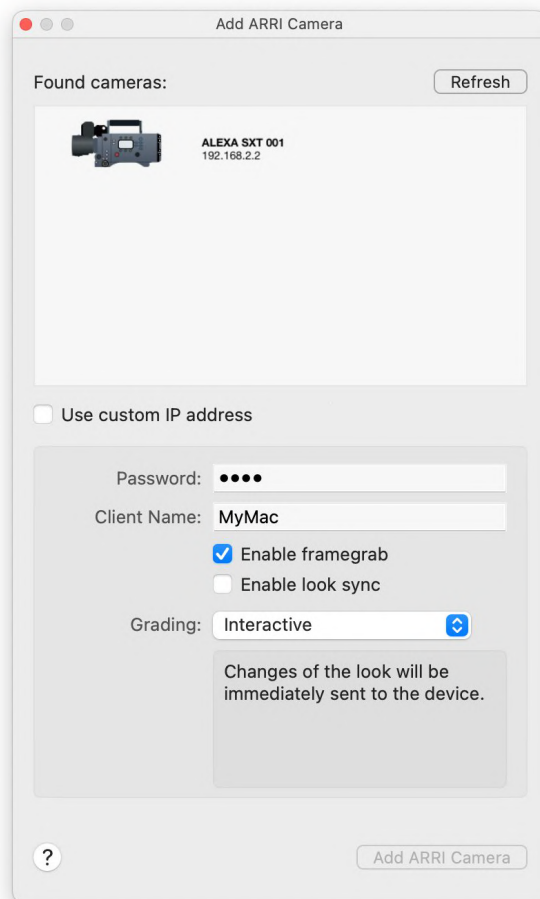 Add ARRI Camera
Found cameras:
Refresh
ALEXA SXT 001
192.168.2.2
Use custom IP address
Password: ••••
Client Name: MyMac
Enable framegrab
Enable look sync
Grading: Interactive
Changes of the look will be
immediately sent to the device.
?
Add ARRI Camera